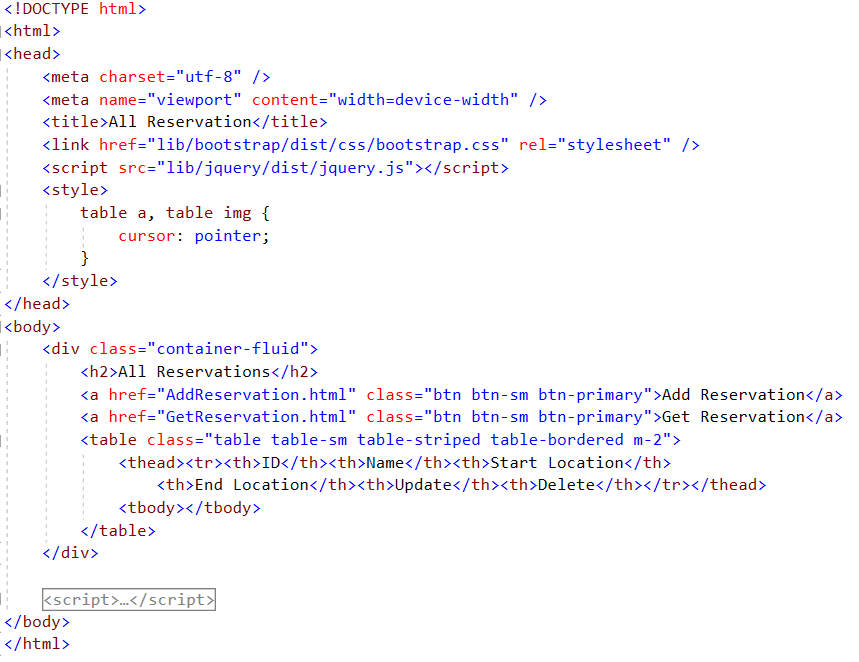 <!DOCTYPE html>
<html>
<head>
    <meta charset="utf-8" />
    <meta name="viewport" content="width=device-width" />
    <title>All Reservation</title>
    <link href="lib/bootstrap/dist/css/bootstrap.css" rel="stylesheet" />
    <script src="lib/jquery/dist/jquery.js"></script>
    <style>
        table a, table img {
            cursor: pointer;
        }
    </style>
</head>
<body>
    <div class="container-fluid">
        <h2>All Reservations</h2>
        <a href="AddReservation.html" class="btn btn-sm btn-primary">Add Reservation</a>
        <a href="GetReservation.html" class="btn btn-sm btn-primary">Get Reservation</a>
        <table class="table table-sm table-striped table-bordered m-2">
            <thead><tr><th>ID</th><th>Name</th><th>Start Location</th>
                <th>End Location</th><th>Update</th><th>Delete</th></tr></thead>
            <tbody></tbody>
        </table>
    </div>

    <script>…</script>
</body>
</html>